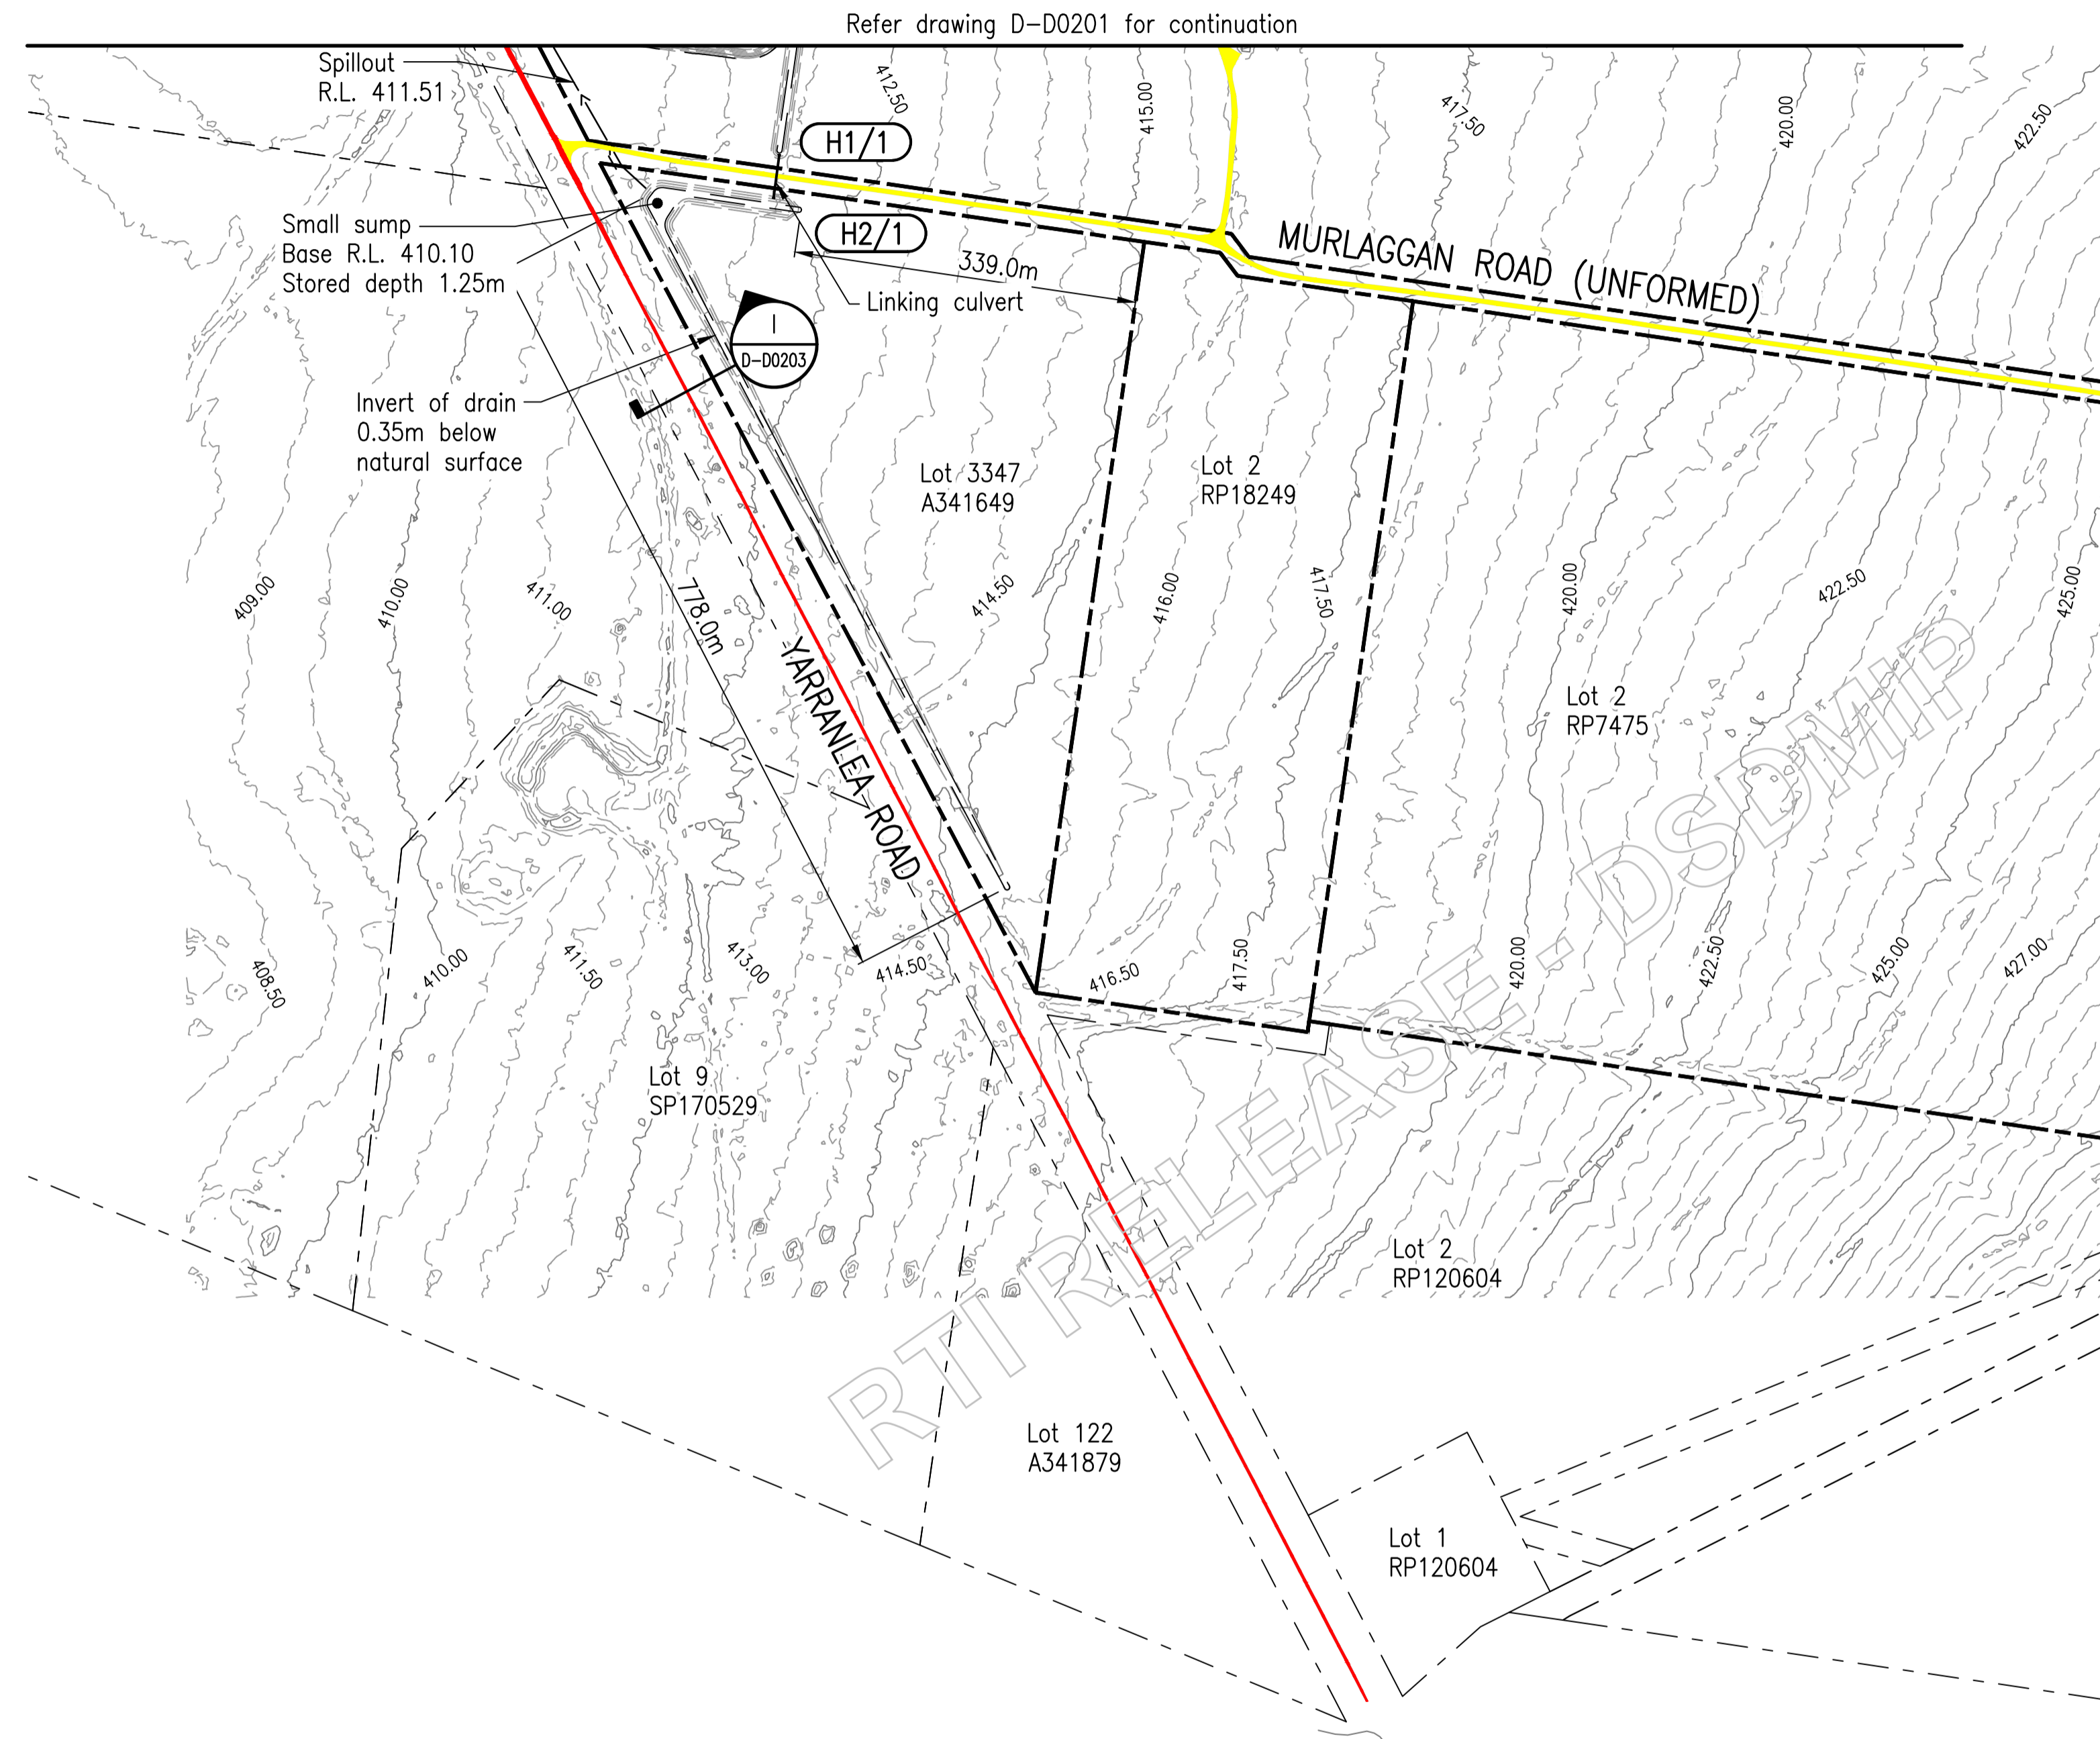 Refer drawing D-D0201 for continuation
Spillout
R.L. 411.51
412.50
415.00
417.50
420.00
422.50
H1/1
Small sump
Base R.L. 410.10
Stored depth 1.25m
H2/1
339.0m
Linking culvert
MURLAGGAN ROAD (UNFORMED)
I
D-D0203
Invert of drain
0.35m below
natural surface
Lot 3347
A341649
Lot 2
RP18249
409.00
410.00
411.00
778.0m
414.50
416.00
417.50
420.00
422.50
425.00
YARRANLEA ROAD
Lot 2
RP7475
408.50
410.00
411.50
413.00
414.50
416.50
417.50
420.00
422.50
425.00
427.00
Lot 9
SP170529
RTI RELEASE - DSDMIP
Lot 2
RP120604
Lot 122
A341879
Lot 1
RP120604